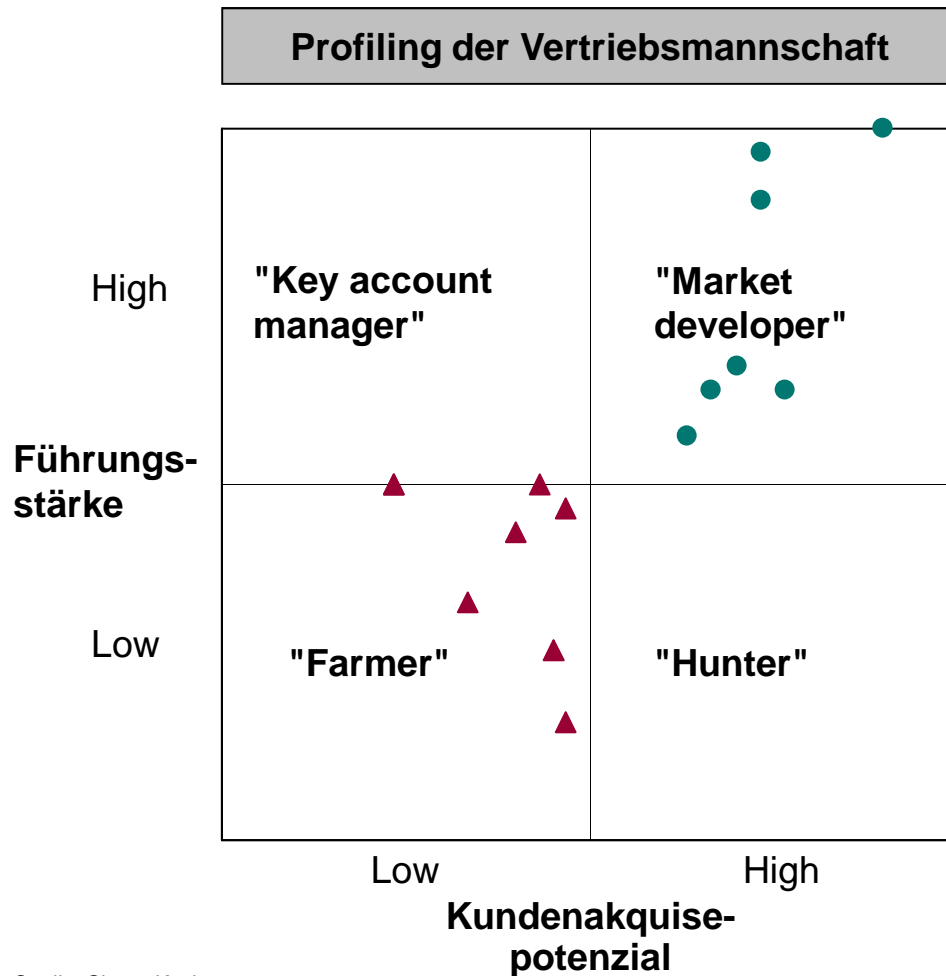 Profiling der Vertriebsmannschaft
High
"Key account
manager"
"Market
developer"
Führungs-
stärke
Low
"Farmer"
"Hunter"
Low
High
Kundenakquise-
potenzial